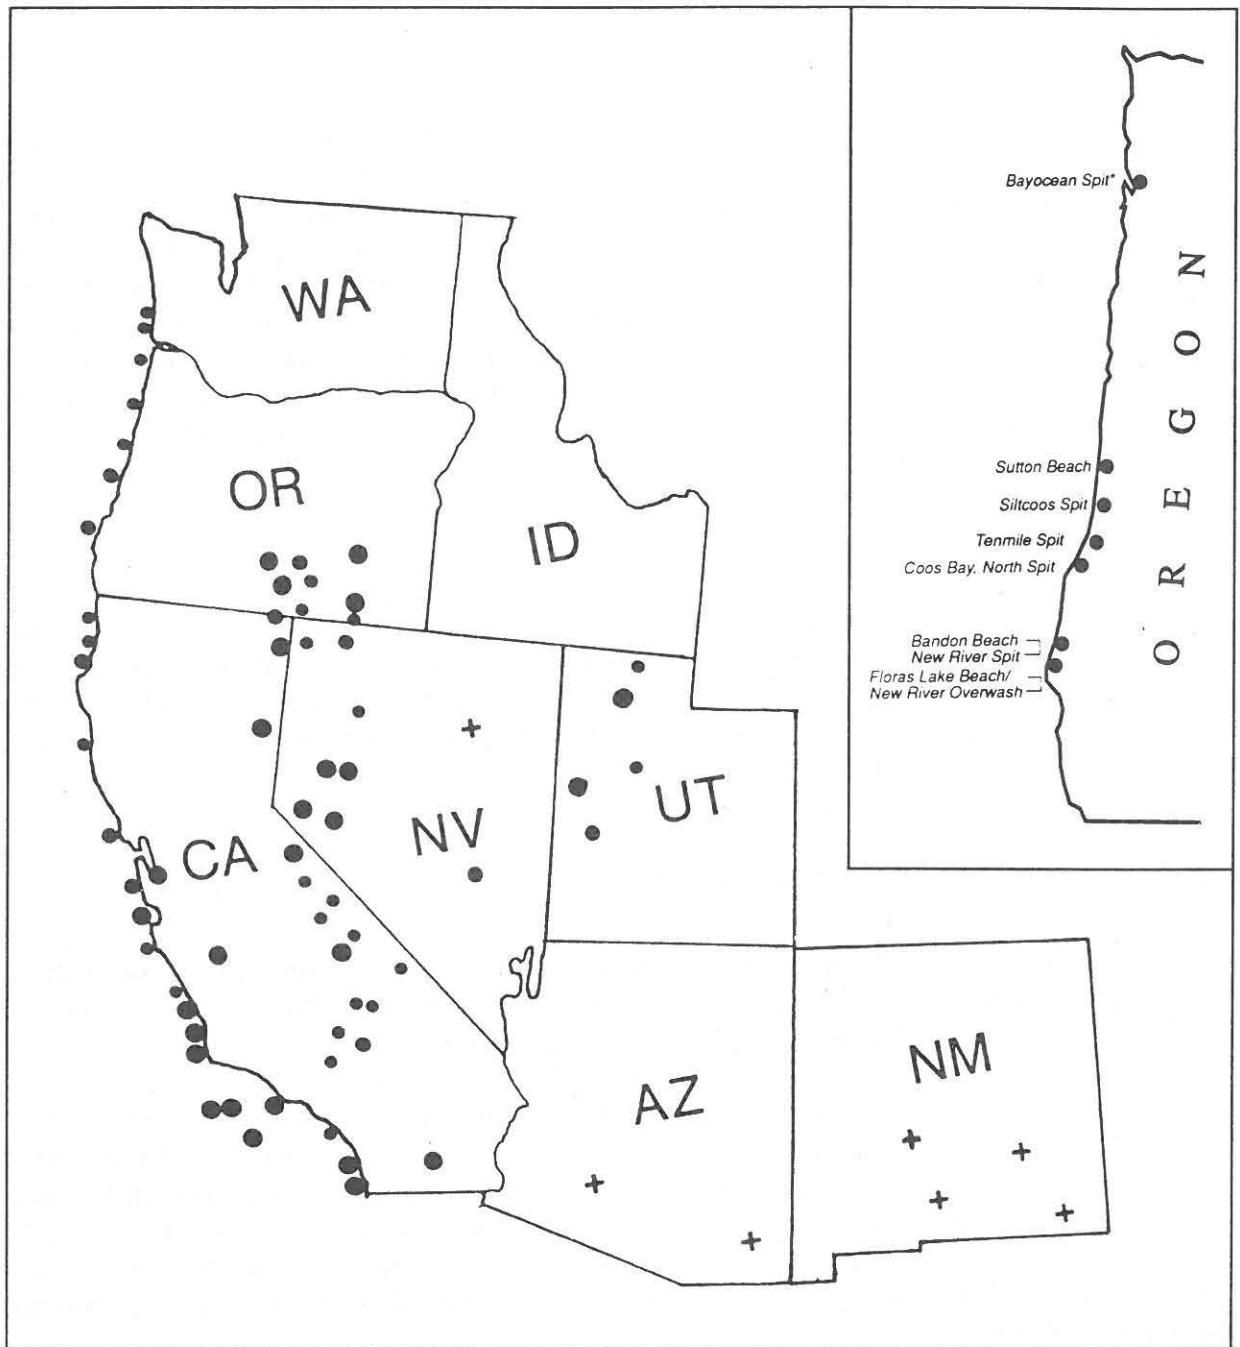 WA
OR
ID
CA
NV
UT
AZ
NM
Bayocean Spit*
Sutton Beach
Siltcoos Spit
Tenmile Spit
Coos Bay, North Spit
Bandon Beach
New River Spit
Floras Lake Beach/
New River Overwash
OREGON